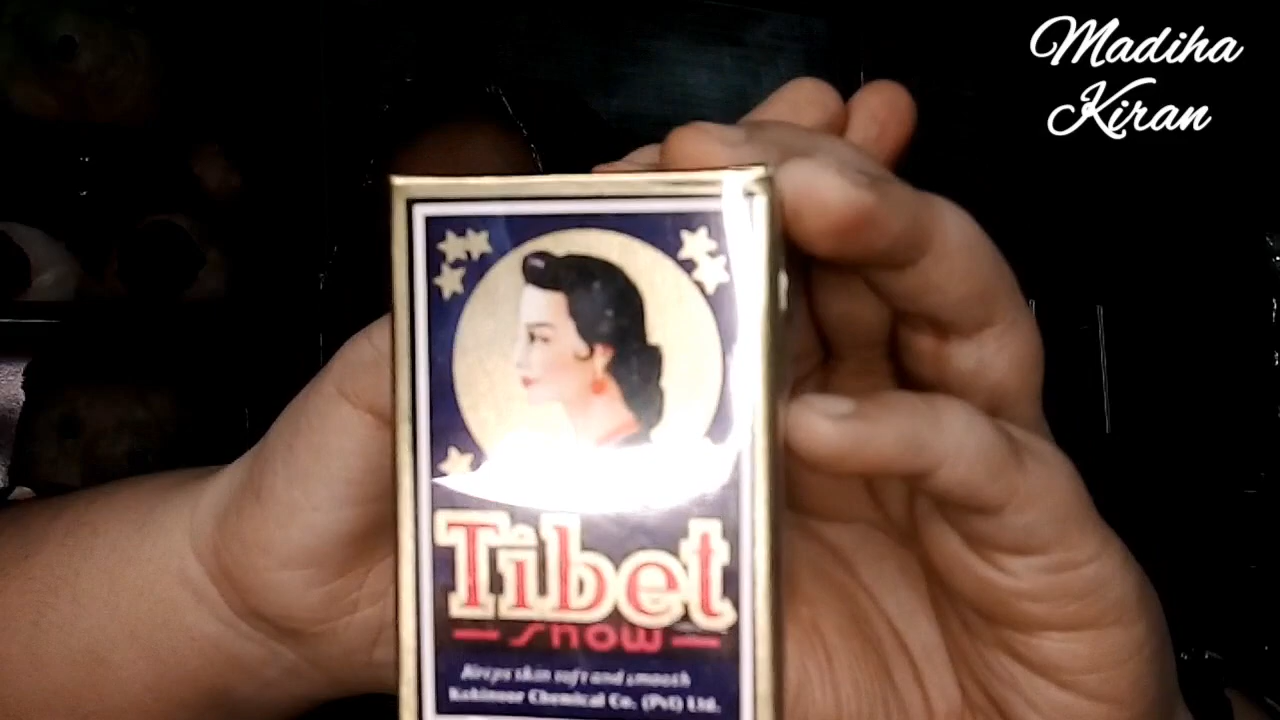 Madiha
Kiran
Tibet
snow
Keeps skin soft and smooth
Kohinoor Chemical Co. (Pvt) Ltd.